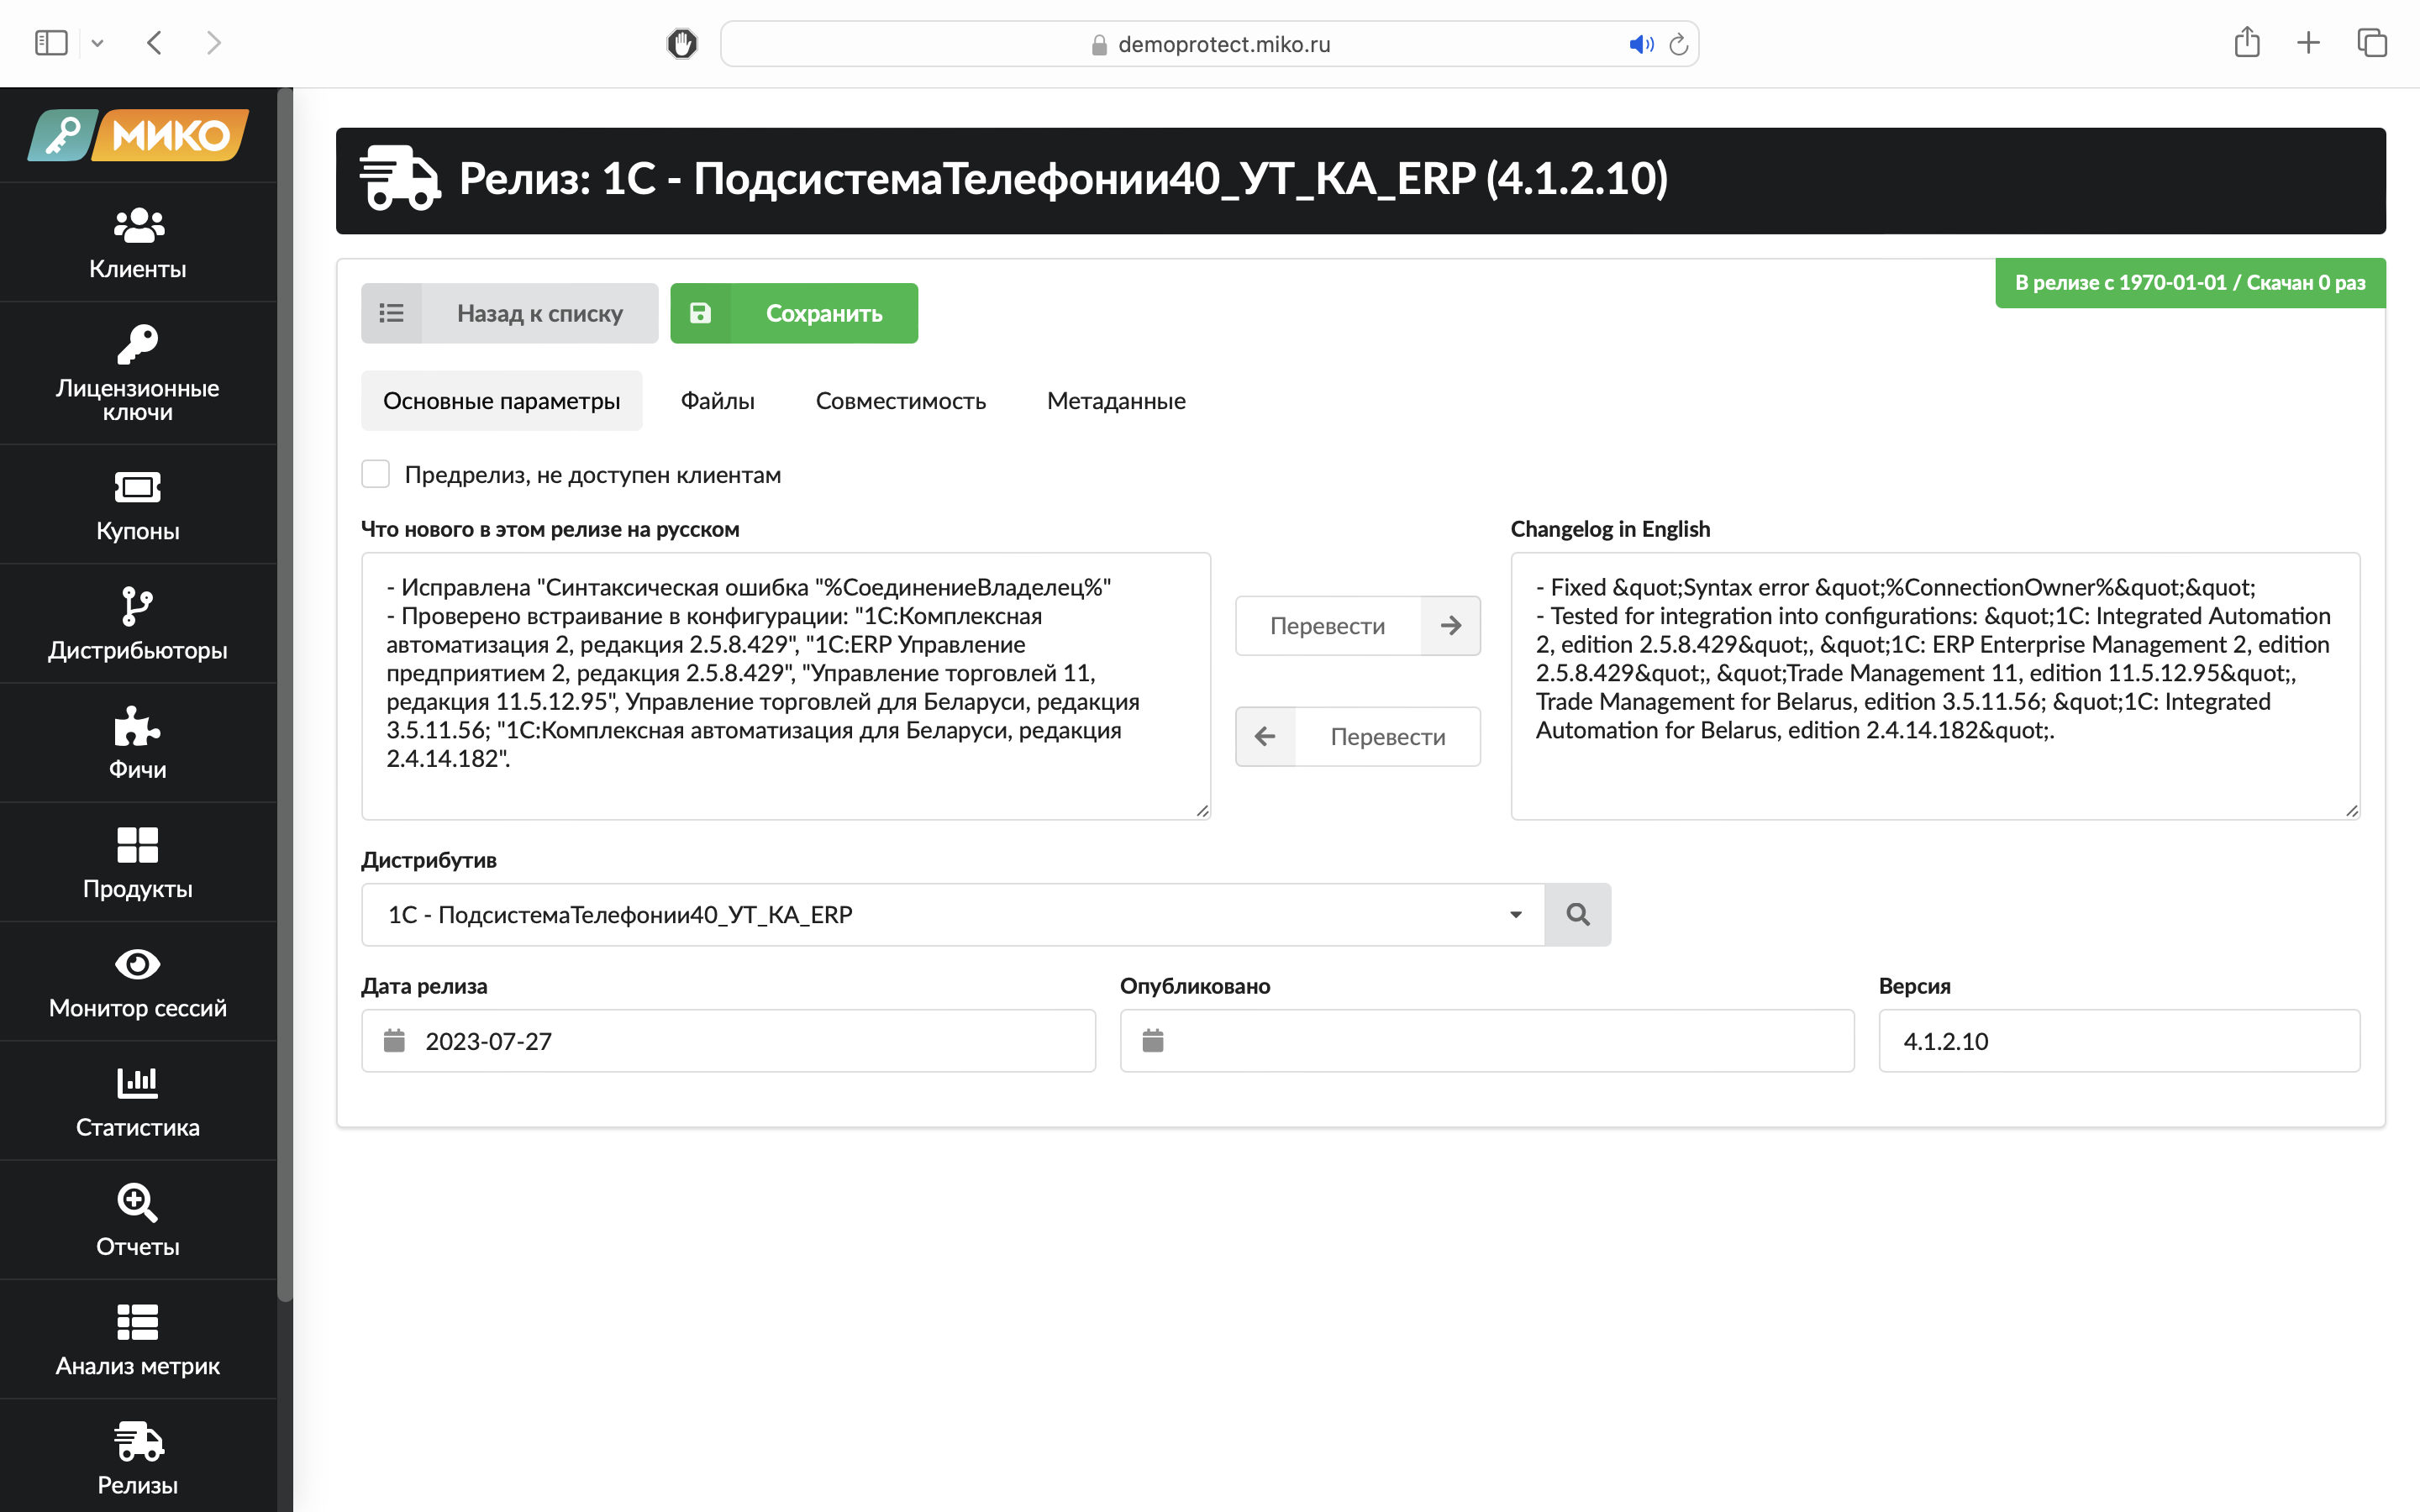 demoprotect.miko.ru
МИКО
Клиенты
Лицензионные
ключи
Купоны
Дистрибьюторы
Фичи
Продукты
Монитор сессий
Статистика
Отчеты
Анализ метрик
Релизы
Релиз: 1С - ПодсистемаТелефонии40_УТ_КА_ERP (4.1.2.10)
В релизе с 1970-01-01 / Скачан 0 раз
Назад к списку
Сохранить
Основные параметры
Файлы
Совместимость
Метаданные
Предрелиз, не доступен клиентам
Что нового в этом релизе на русском
- Исправлена "Синтаксическая ошибка "%СоединениеВладелец%"
- Проверено встраивание в конфигурации: "1С:Комплексная
автоматизация 2, редакция 2.5.8.429", "1С:ERP Управление
предприятием 2, редакция 2.5.8.429", "Управление торговлей 11,
редакция 11.5.12.95", Управление торговлей для Беларуси, редакция
3.5.11.56; "1С:Комплексная автоматизация для Беларуси, редакция
2.4.14.182".
Перевести
Перевести
Changelog in English
- Fixed &quot;Syntax error &quot;%ConnectionOwner%&quot;&quot;
- Tested for integration into configurations: &quot;1C: Integrated Automation
2, edition 2.5.8.429&quot;, &quot;1C: ERP Enterprise Management 2, edition
2.5.8.429&quot;, &quot;Trade Management 11, edition 11.5.12.95&quot;,
Trade Management for Belarus, edition 3.5.11.56; &quot;1C: Integrated
Automation for Belarus, edition 2.4.14.182&quot;.
Дистрибутив
1С - ПодсистемаТелефонии40_УТ_КА_ERP
Дата релиза
2023-07-27
Опубликовано
Версия
4.1.2.10